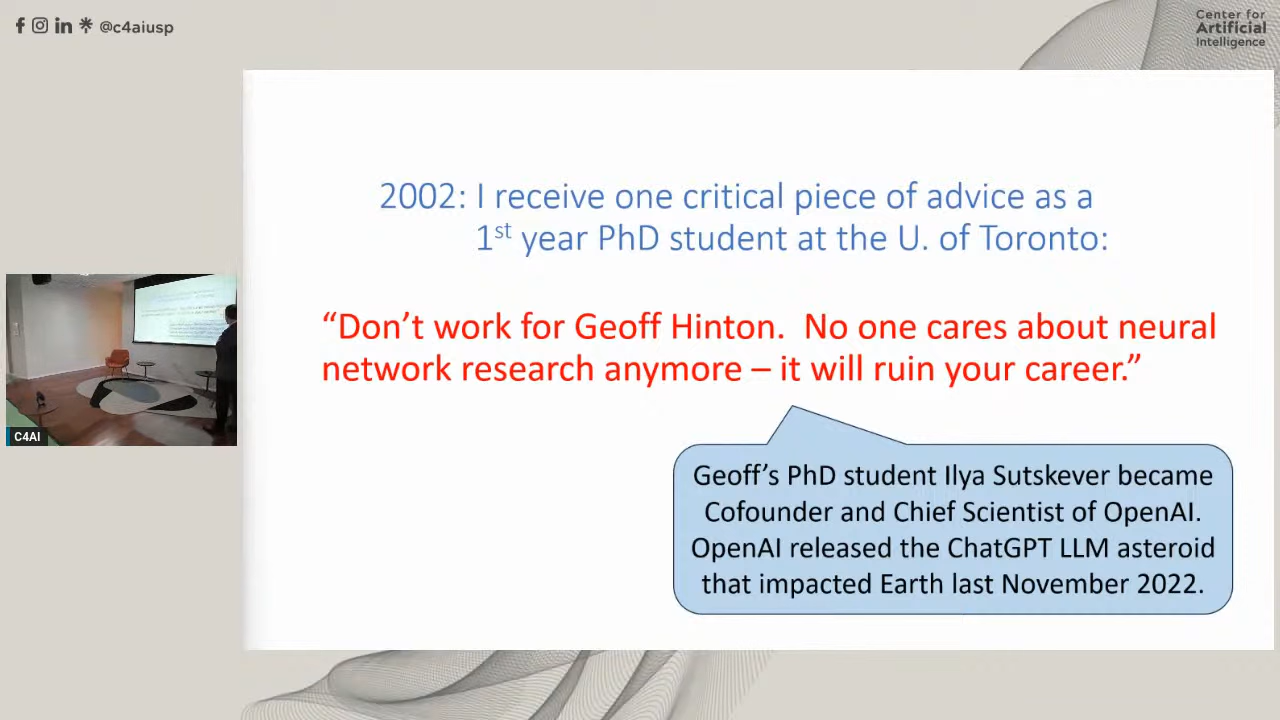 @c4aiusp
Center for
Artificial
Intelligence
2002: I receive one critical piece of advice as a
1st year PhD student at the U. of Toronto:
“Don’t work for Geoff Hinton.  No one cares about neural
network research anymore – it will ruin your career.”
C4AI
Geoff’s PhD student Ilya Sutskever became
Cofounder and Chief Scientist of OpenAI.
OpenAI released the ChatGPT LLM asteroid
that impacted Earth last November 2022.